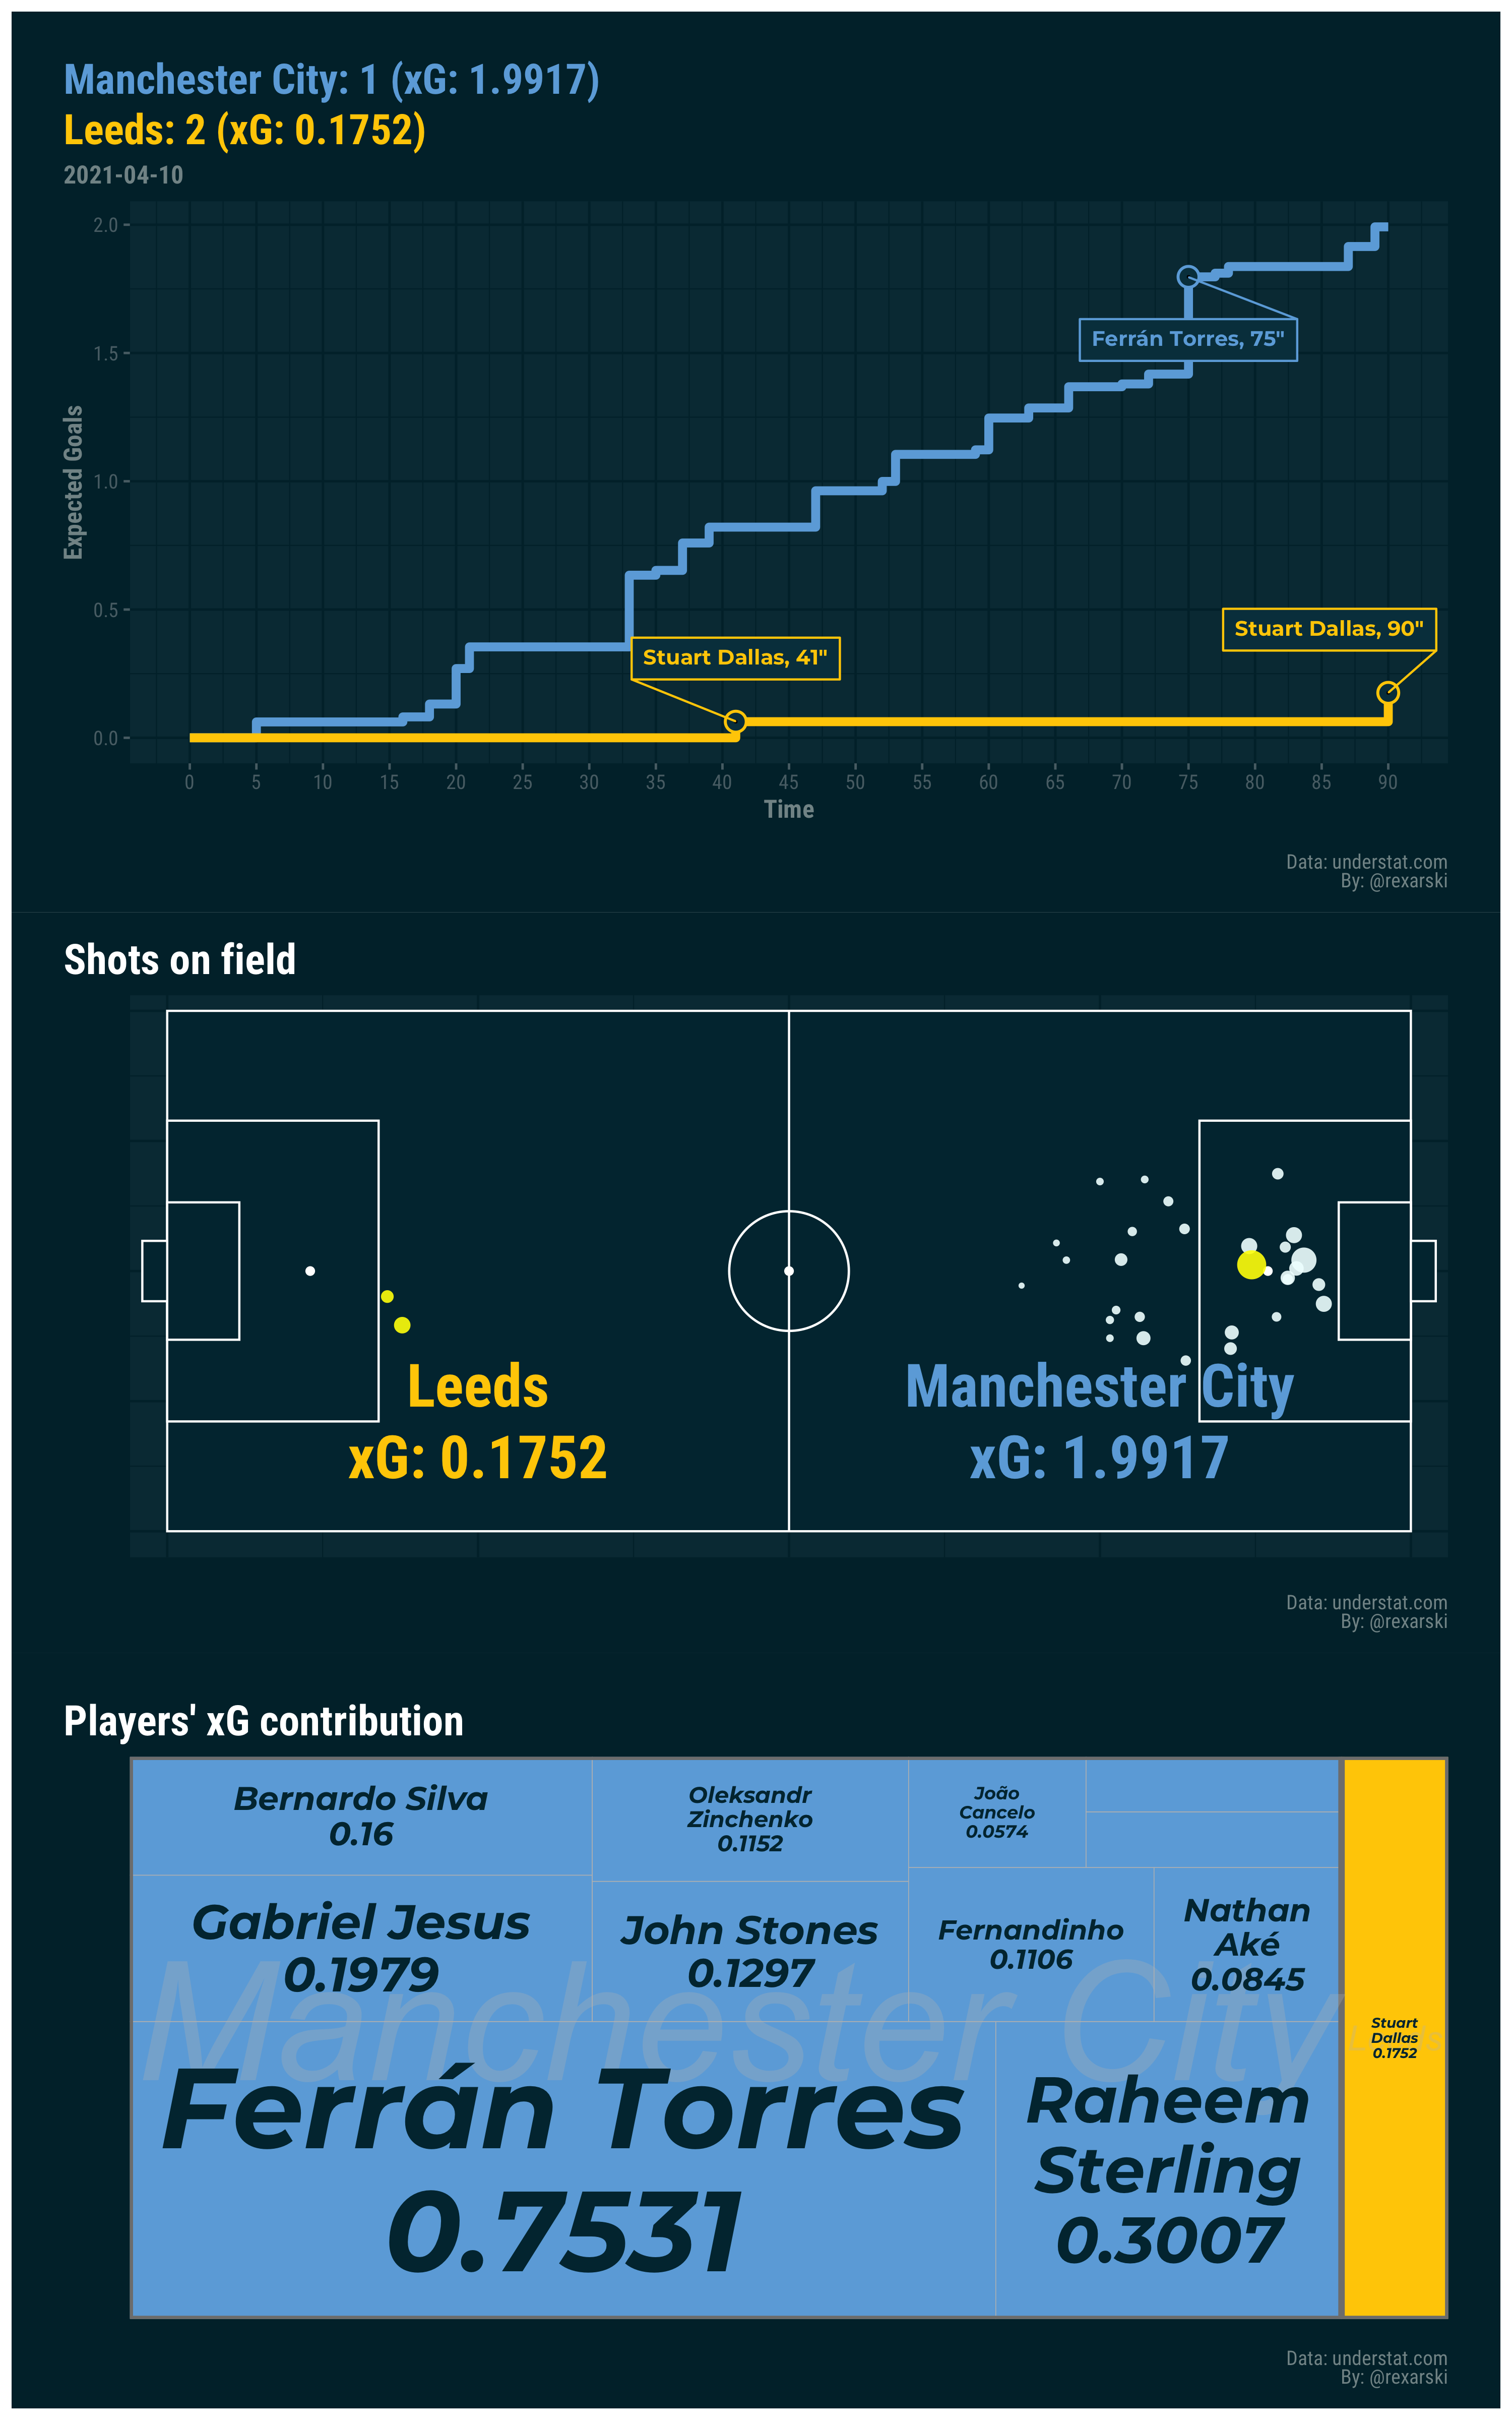 Manchester City: 1 (xG: 1.9917)
Leeds: 2 (xG: 0.1752)
2021-04-10
Expected Goals
2.0
1.5
1.0
0.5
0.0
Ferrán Torres, 75"
Stuart Dallas, 41"
Stuart Dallas, 90"
0 5 10 15 20 25 30 35 40 45 50 55 60 65 70 75 80 85 90
Time
Data: understat.com
By: @rexarski
Shots on field
Leeds
xG: 0.1752
Manchester City
xG: 1.9917
Data: understat.com
By: @rexarski
Players' xG contribution
Bernardo Silva
0.16
Oleksandr
Zinchenko
0.1152
João
Cancelo
0.0574
Gabriel Jesus
0.1979
John Stones
0.1297
Fernandinho
0.1106
Nathan
Aké
0.0845
Manchester City
Stuart
Dallas
0.1752
Ferrán Torres
0.7531
Raheem
Sterling
0.3007
Data: understat.com
By: @rexarski